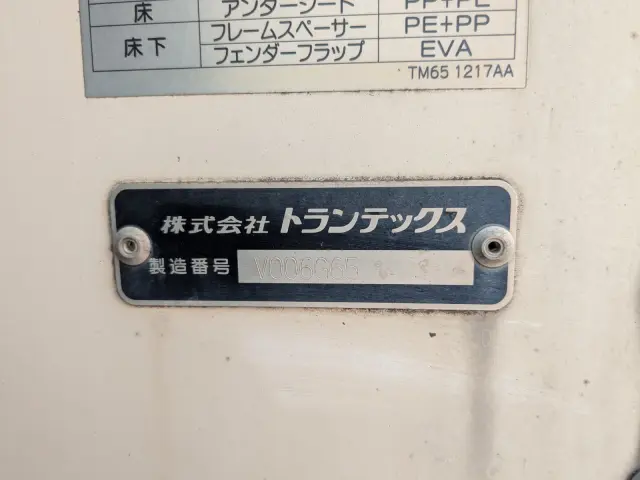 床 アンダーシート PP+PE
床下 フレームスペーサー PE+PP
フェンダーフラップ EVA
TM65 1217AA
株式会社 トランテックス
製造番号